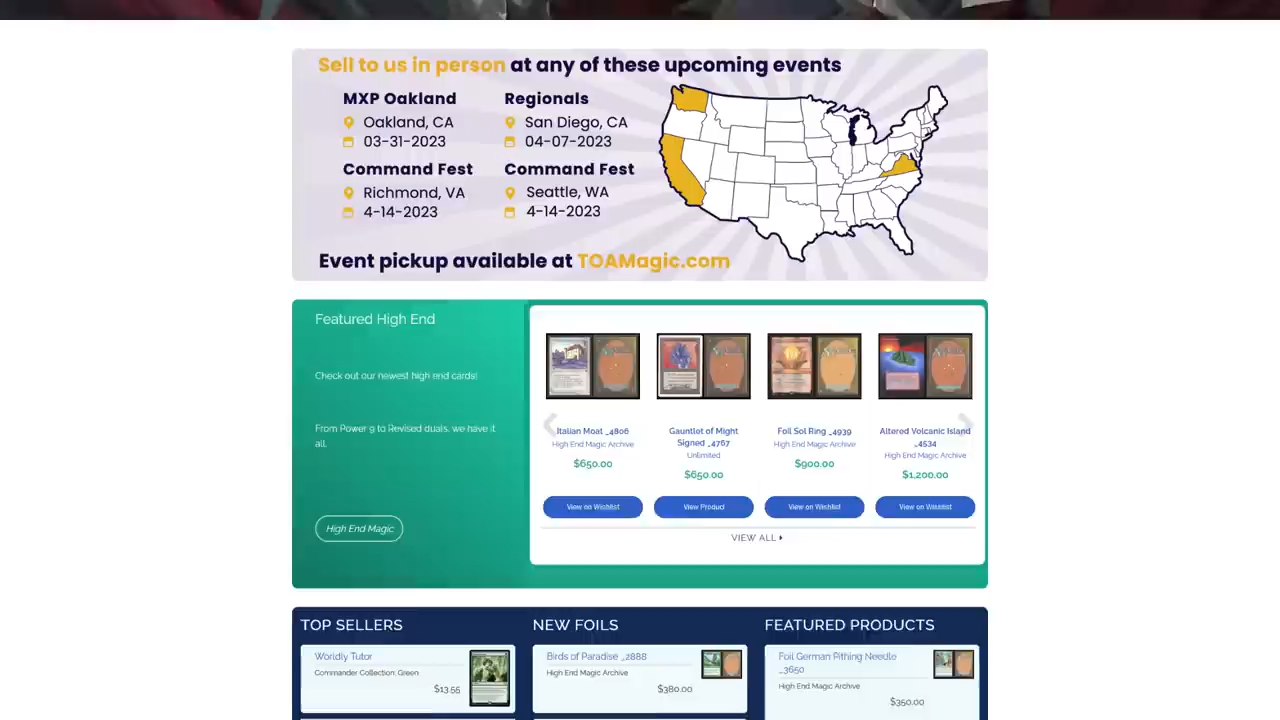 Sell to us in person at any of these upcoming events
MXP Oakland
Oakland, CA
03-31-2023
Regionals
San Diego, CA
04-07-2023
Command Fest
Richmond, VA
4-14-2023
Command Fest
Seattle, WA
4-14-2023
Event pickup available at TOAMagic.com
Featured High End
Check out our newest high end cards!
From Power 9 to Revised duals, we have it
all.
High End Magic
Italian Moat _4806
High End Magic Archive
$650.00
View on Wishlist
Gauntlet of Might
Signed _4767
Unlimited
$650.00
View Product
Foil Sol Ring _4939
High End Magic Archive
$900.00
View on Wishlist
Altered Volcanic Island
_4534
High End Magic Archive
$1,200.00
View on Wishlist
VIEW ALL
TOP SELLERS
Worldly Tutor
Commander Collection: Green
$13.55
NEW FOILS
Birds of Paradise _2888
High End Magic Archive
$380.00
FEATURED PRODUCTS
Foil German Pithing Needle
_3650
High End Magic Archive
$350.00